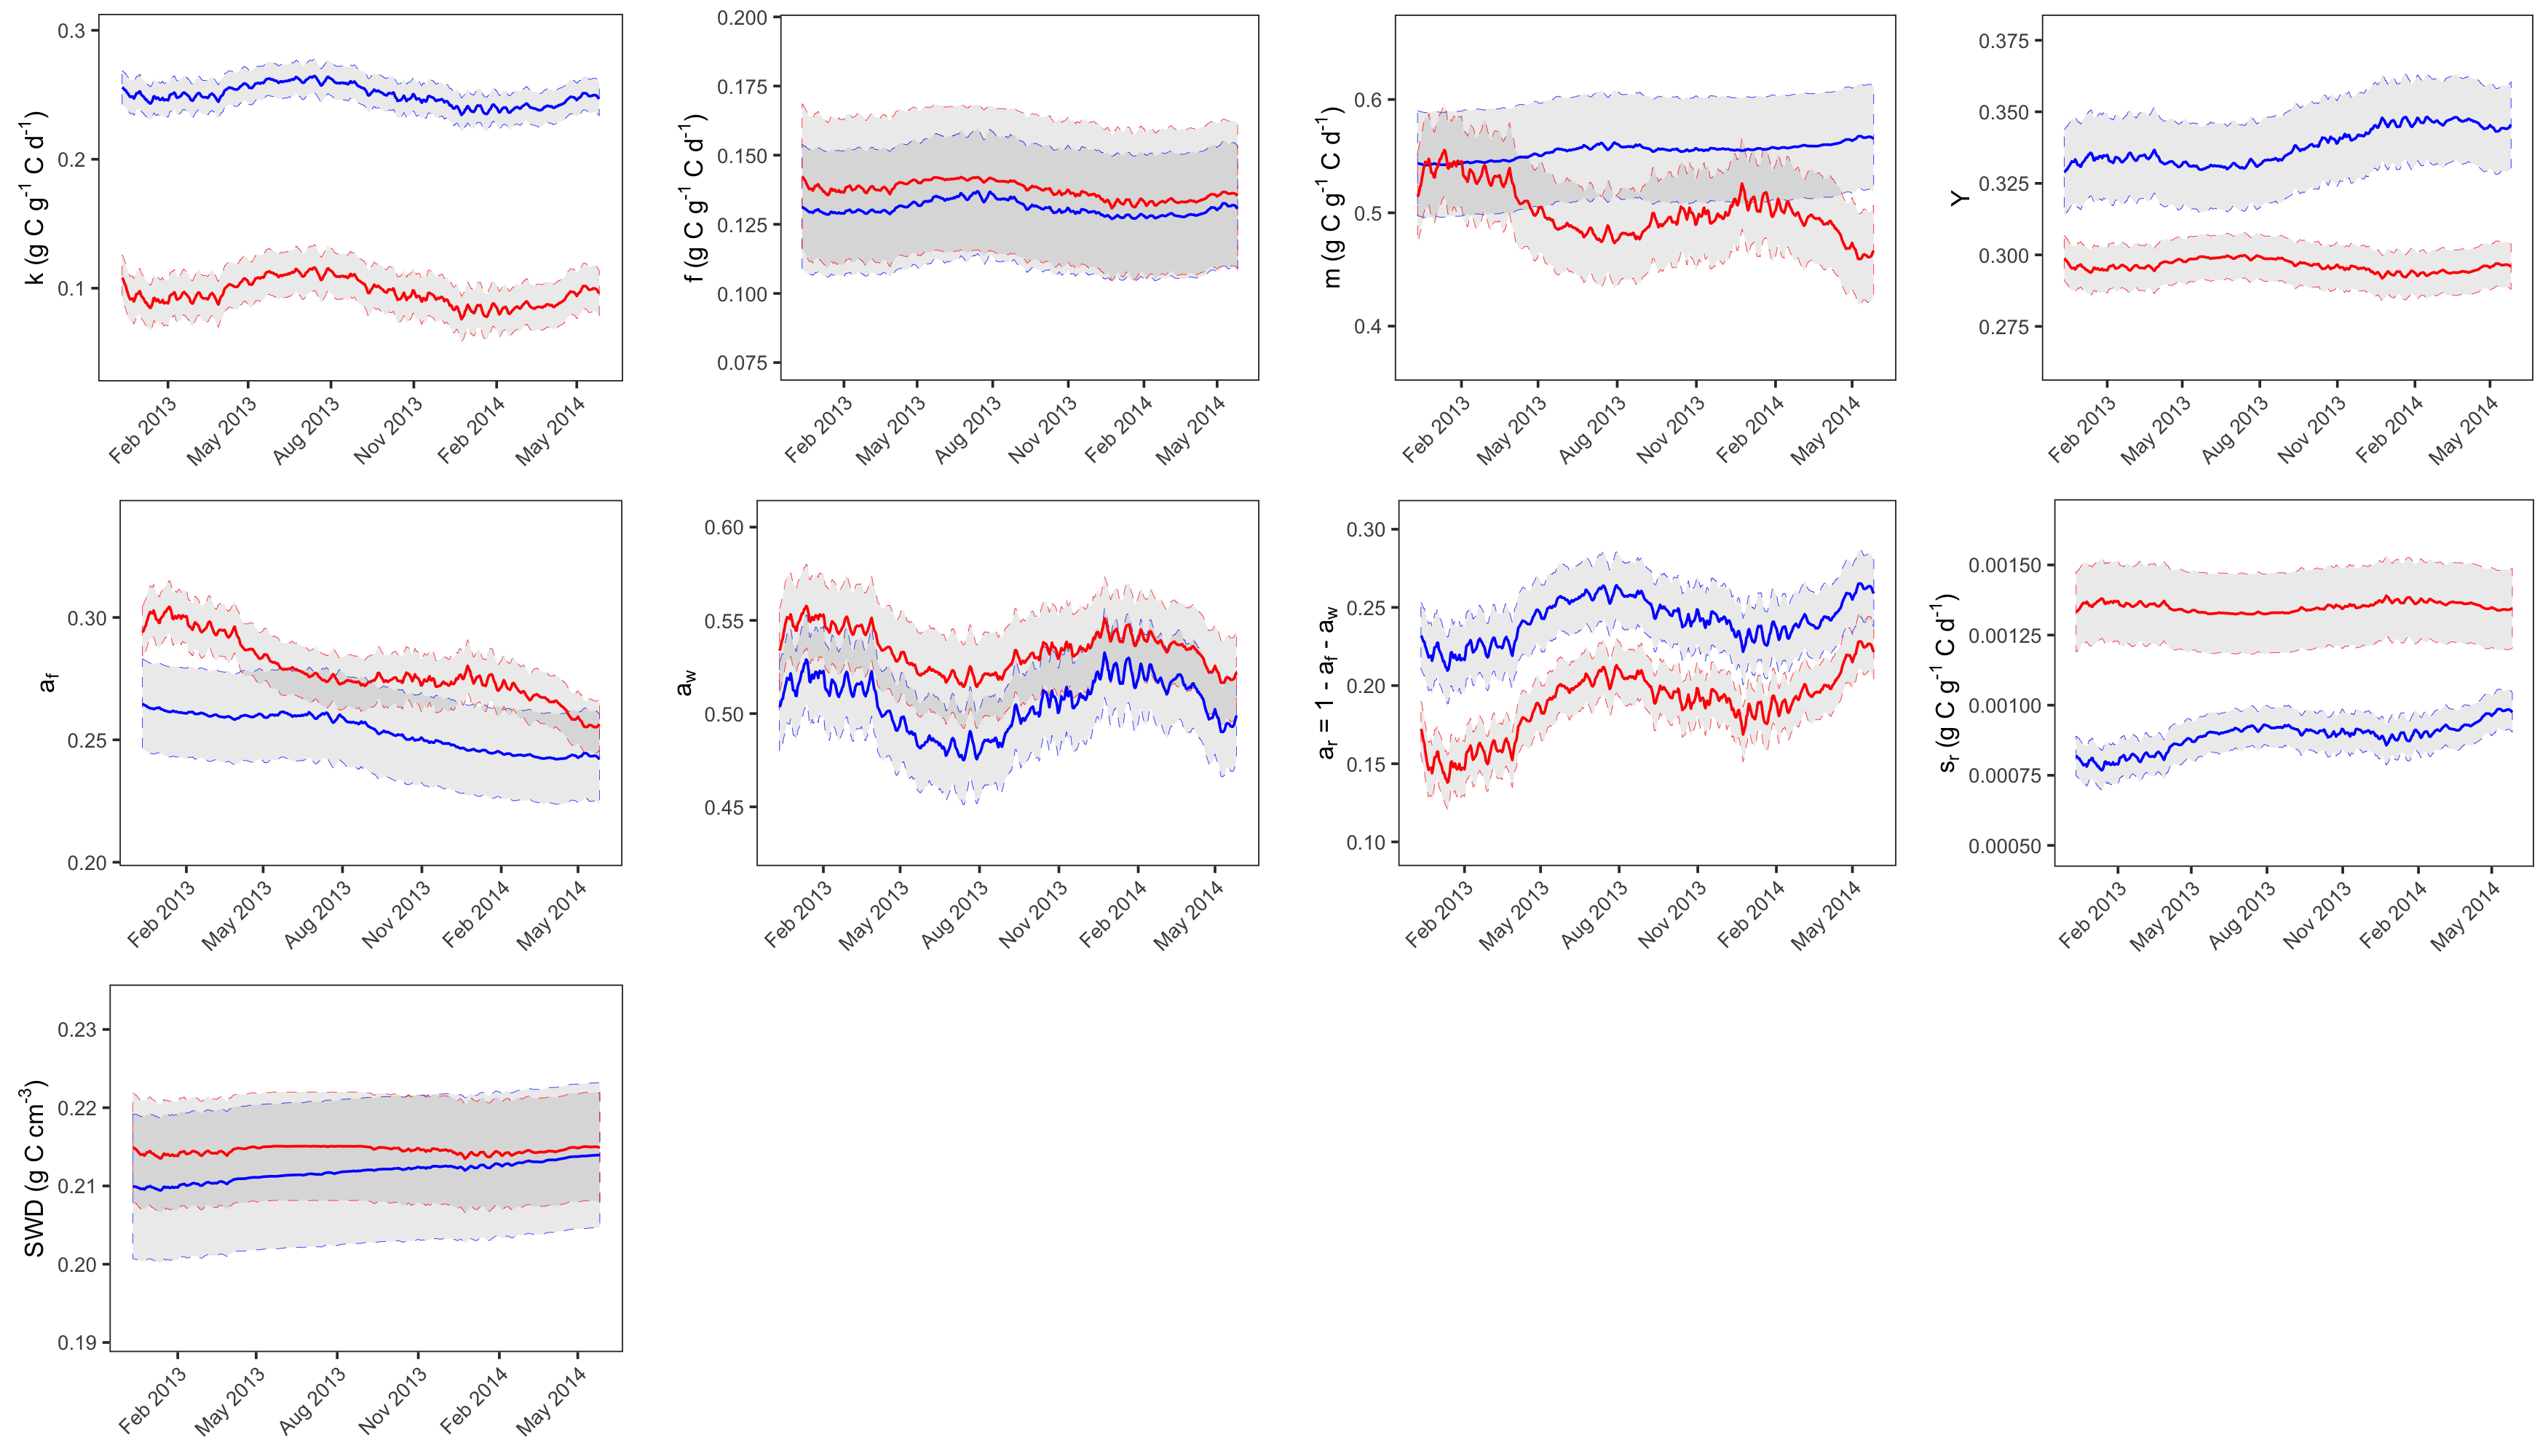 k (g C g-1 C d-1)
0.3
0.2
0.1
Feb 2013
May 2013
Aug 2013
Nov 2013
Feb 2014
May 2014
f (g C g-1 C d-1)
0.200
0.175
0.150
0.125
0.100
0.075
Feb 2013
May 2013
Aug 2013
Nov 2013
Feb 2014
May 2014
m (g C g-1 C d-1)
0.6
0.5
0.4
Feb 2013
May 2013
Aug 2013
Nov 2013
Feb 2014
May 2014
Y
0.375
0.350
0.325
0.300
0.275
Feb 2013
May 2013
Aug 2013
Nov 2013
Feb 2014
May 2014
af
0.30
0.25
0.20
Feb 2013
May 2013
Aug 2013
Nov 2013
Feb 2014
May 2014
aw
0.60
0.55
0.50
0.45
Feb 2013
May 2013
Aug 2013
Nov 2013
Feb 2014
May 2014
ar = 1 - af - aw
0.30
0.25
0.20
0.15
0.10
Feb 2013
May 2013
Aug 2013
Nov 2013
Feb 2014
May 2014
sr (g C g-1 C d-1)
0.00150
0.00125
0.00100
0.00075
0.00050
Feb 2013
May 2013
Aug 2013
Nov 2013
Feb 2014
May 2014
SWD (g C cm-3)
0.23
0.22
0.21
0.20
0.19
Feb 2013
May 2013
Aug 2013
Nov 2013
Feb 2014
May 2014